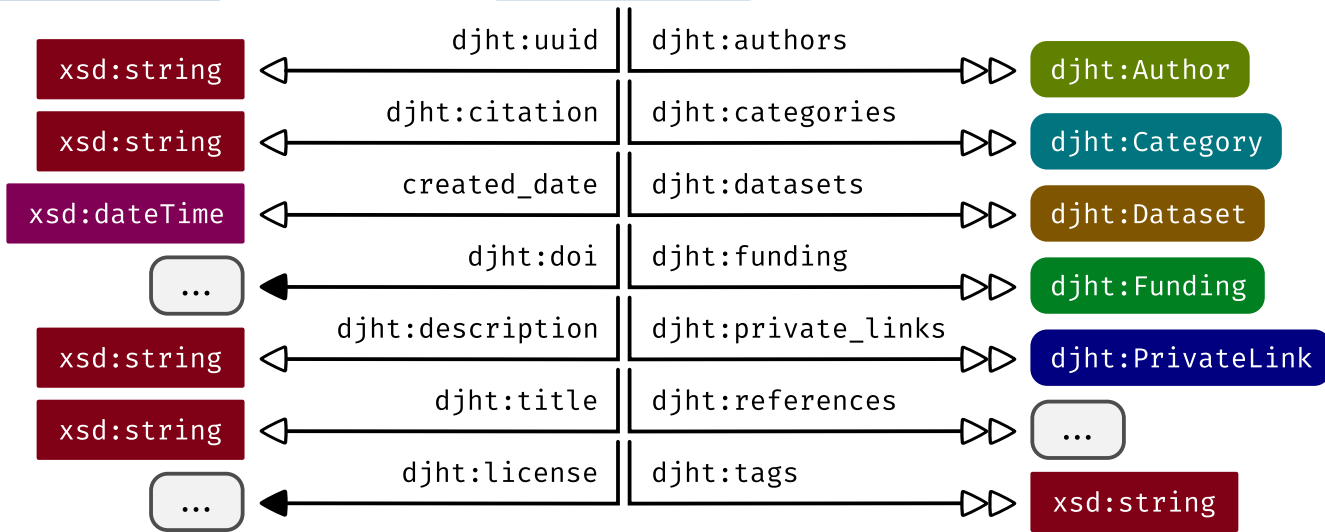 djht:uuid djht:authors
xsd:string djht:Author
djht:citation djht:categories
xsd:string djht:Category
created_date djht:datasets
xsd:dateTime djht:Dataset
djht:doi djht:funding
... djht:Funding
djht:description djht:private_links
xsd:string djht:PrivateLink
djht:title djht:references
xsd:string ...
djht:license djht:tags
... xsd:string